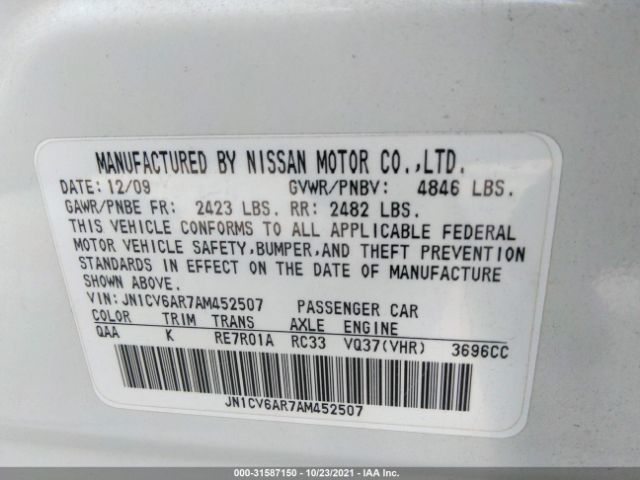 MANUFACTURED BY NISSAN MOTOR CO.,LTD.
DATE: 12/09 GVWR/PNBV: 4846 LBS.
GAWR/PNBE FR: 2423 LBS. RR: 2482 LBS.
THIS VEHICLE CONFORMS TO ALL APPLICABLE FEDERAL
MOTOR VEHICLE SAFETY,BUMPER,AND THEFT PREVENTION
STANDARDS IN EFFECT ON THE DATE OF MANUFACTURE
SHOWN ABOVE.
VIN: JN1CV6AR7AM452507 PASSENGER CAR
COLOR TRIM TRANS AXLE ENGINE
QAA K RE7R01A RC33 VQ37(VHR) 3696CC
JN1CV6AR7AM452507
000-31587150 - 10/23/2021 - IAA Inc.